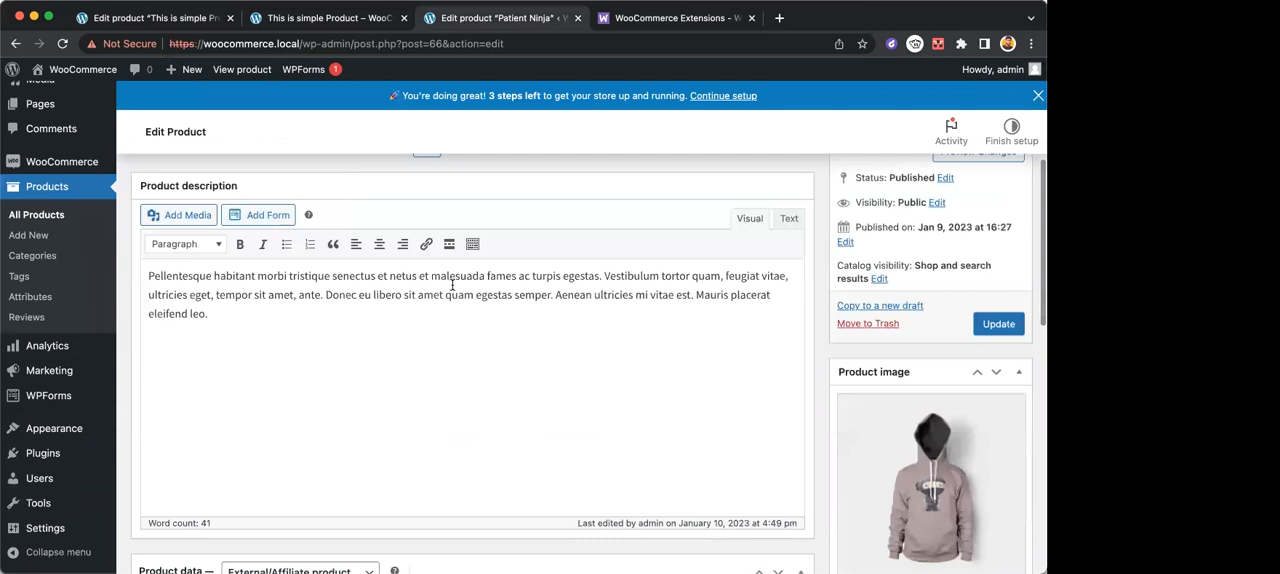 Edit product "This is simple Pr
This is simple Product – WooC
Edit product "Patient Ninja" ‹ W
WooCommerce Extensions - W
Not Secure
https://woocommerce.local/wp-admin/post.php?post=66&action=edit
WooCommerce
0
New
View product
WPForms 1
Howdy, admin
🚀 You're doing great! 3 steps left to get your store up and running. Continue setup
Edit Product
Activity
Finish setup
Media
Pages
Comments
WooCommerce
Products
All Products
Add New
Categories
Tags
Attributes
Reviews
Analytics
Marketing
WPForms
Appearance
Plugins
Users
Tools
Settings
Collapse menu
Product description
Add Media
Add Form
Visual
Text
Paragraph
Pellentesque habitant morbi tristique senectus et netus et malesuada fames ac turpis egestas. Vestibulum tortor quam, feugiat vitae,
ultricies eget, tempor sit amet, ante. Donec eu libero sit amet quam egestas semper. Aenean ultricies mi vitae est. Mauris placerat
eleifend leo.
Word count: 41
Last edited by admin on January 10, 2023 at 4:49 pm
Product data —
External/Affiliate product
Preview Changes
Status: Published Edit
Visibility: Public Edit
Published on: Jan 9, 2023 at 16:27
Edit
Catalog visibility: Shop and search
results Edit
Copy to a new draft
Move to Trash
Update
Product image